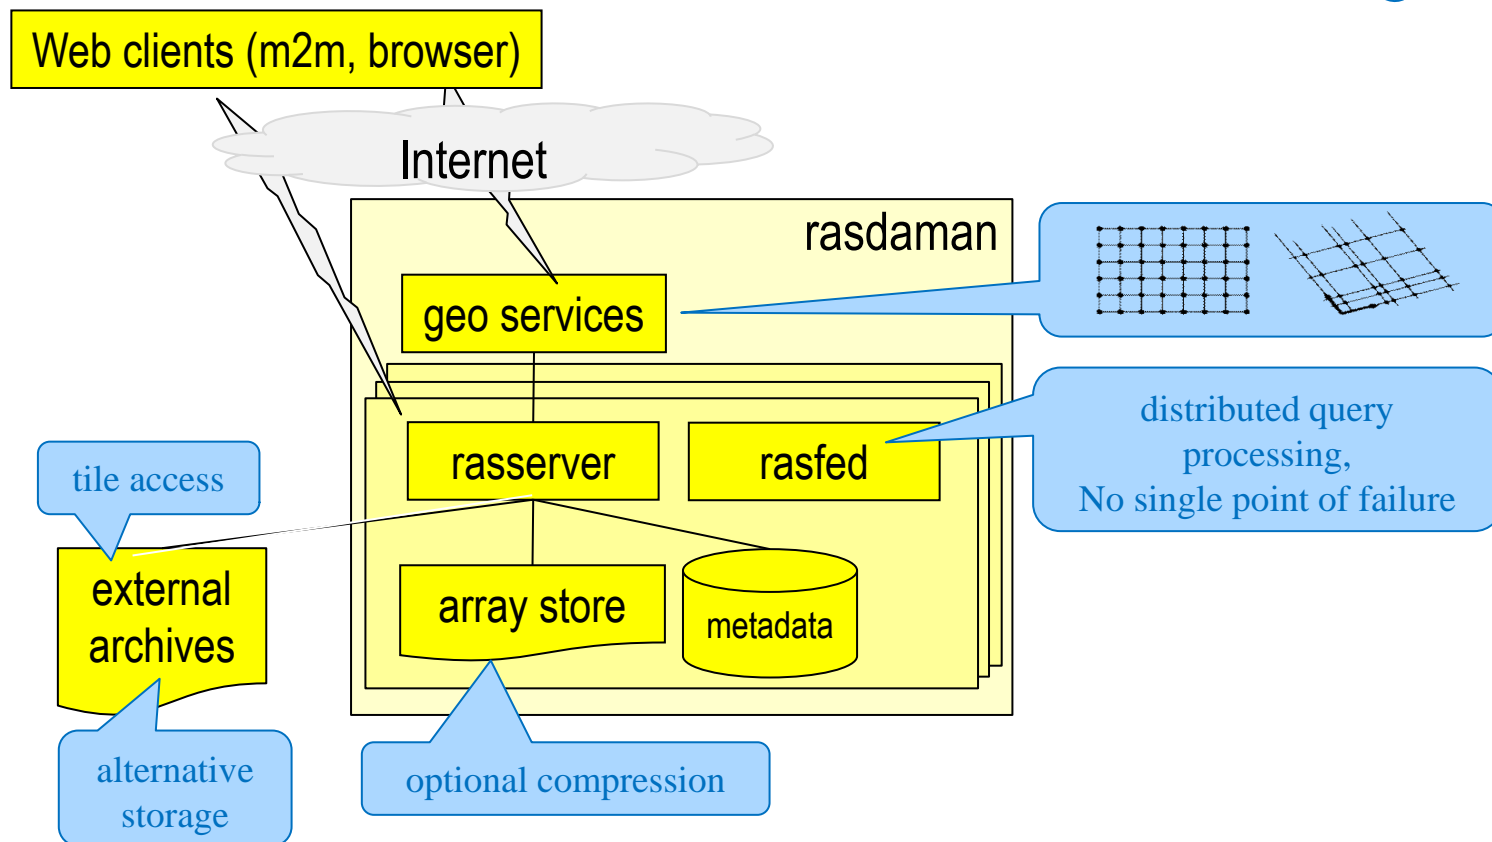 Web clients (m2m, browser)
Internet
rasdaman
geo services
rasserver
rasfed
distributed query
processing,
No single point of failure
tile access
external
archives
array store
metadata
alternative
storage
optional compression